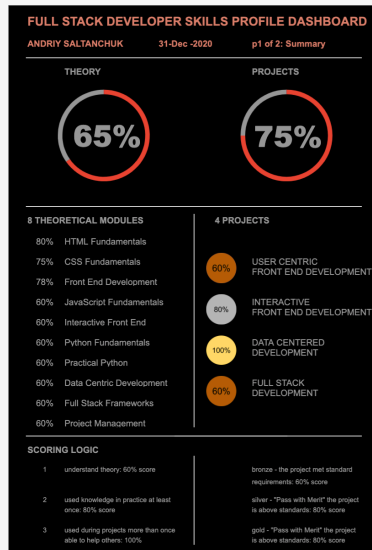 FULL STACK DEVELOPER SKILLS PROFILE DASHBOARD
ANDRIY SALTANCHUK 31-Dec -2020 p1 of 2: Summary
THEORY PROJECTS
65% 75%
8 THEORETICAL MODULES
80% HTML Fundamentals
75% CSS Fundamentals
78% Front End Development
60% JavaScript Fundamentals
60% Interactive Front End
60% Python Fundamentals
60% Practical Python
60% Data Centric Development
60% Full Stack Frameworks
60% Project Management
4 PROJECTS
60% USER CENTRIC
FRONT END DEVELOPMENT
80% INTERACTIVE
FRONT END DEVELOPMENT
100% DATA CENTERED
DEVELOPMENT
60% FULL STACK
DEVELOPMENT
SCORING LOGIC
1 understand theory: 60% score
2 used knowledge in practice at least
once: 80% score
3 used during projects more than once
able to help others: 100%
bronze - the project met standard
requirements: 60% score
silver - "Pass with Merit" the project
is above standards: 80% score
gold - "Pass with Merit" the project
is above standards: 80% score